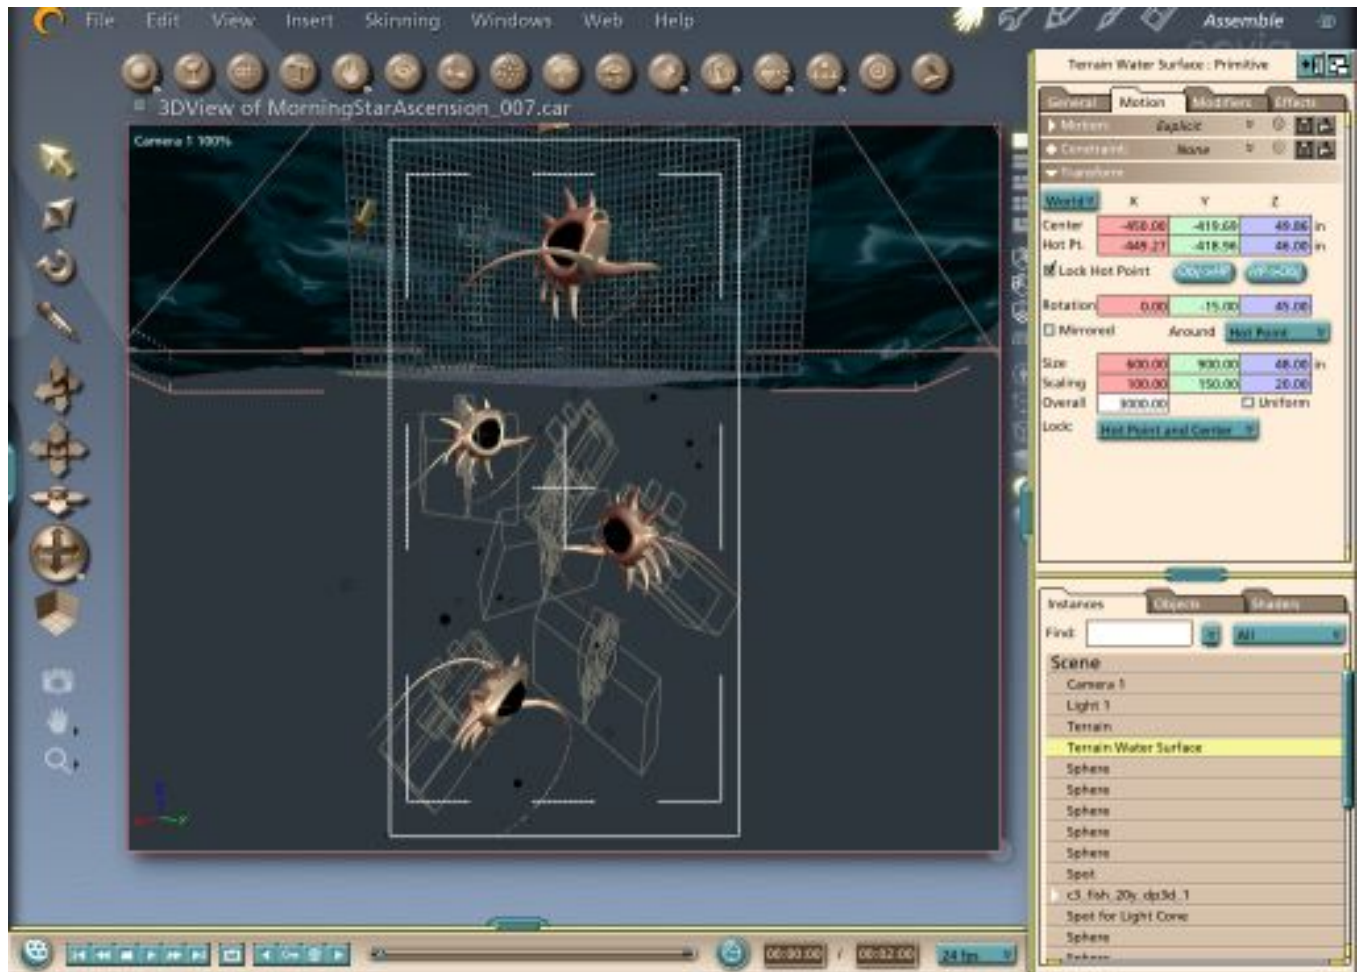 File Edit View Insert Skinning Windows Web Help
Assemble 3D
3DView of MorningStarAscension_007.car
Camera 1 100%
Terrain Water Surface : Primitive
General Motion Modifiers Effects
Motion: Explicit
Constraint: None
Transform
World X Y Z
Center -450.00 -419.69 49.86 in
Hot Pt. -449.27 -418.96 46.00 in
Lock Hot Point
Rotation 0.00 -15.00 45.00
Mirrored Around Hot Point
Size 600.00 900.00 48.00 in
Scaling 100.00 150.00 20.00
Overall Uniform
Lock: Hot Point and Center
Instances Objects Shaders
Find: All
Scene
Camera 1
Light 1
Terrain
Terrain Water Surface
Sphere
Sphere
Sphere
Sphere
Sphere
Spot
c3_fish_20y_dp3d_1
Spot for Light Cone
Sphere
Sphere
00:00:00 / 00:02:00 24 fps